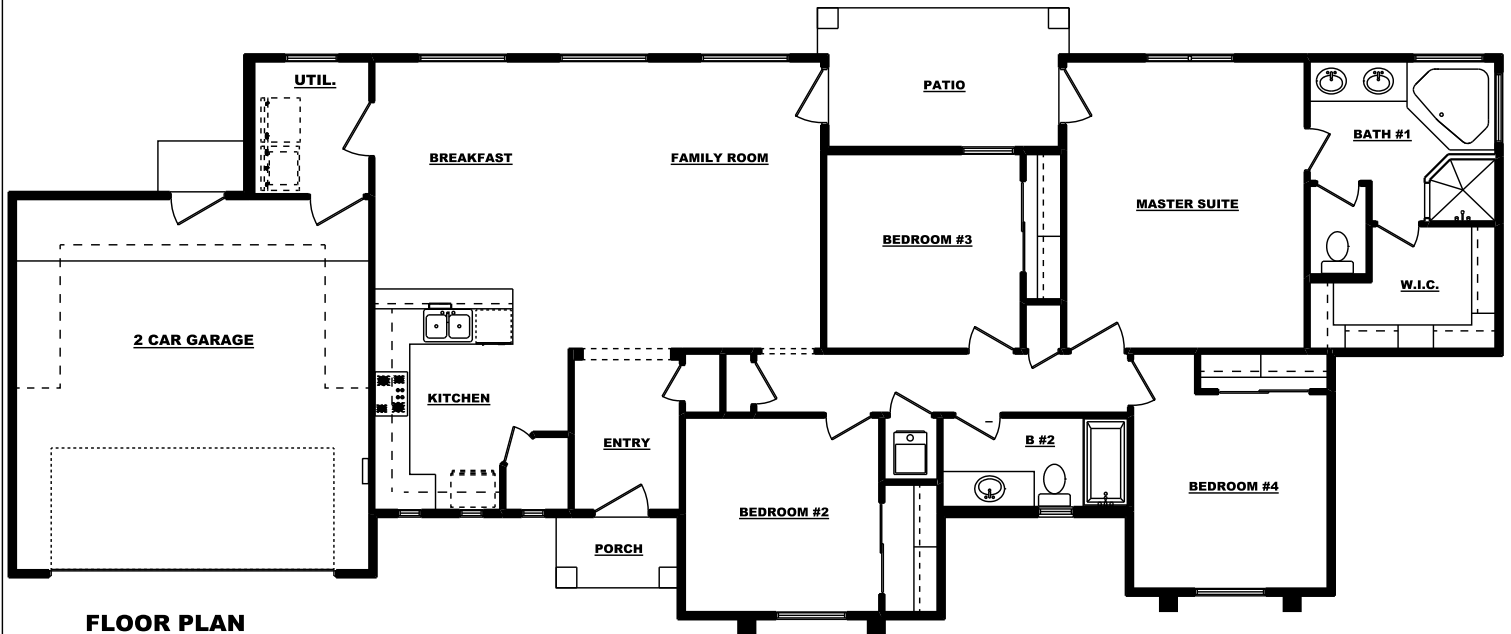 UTIL.
PATIO
BATH #1
BREAKFAST
FAMILY ROOM
MASTER SUITE
BEDROOM #3
W.I.C.
2 CAR GARAGE
KITCHEN
ENTRY
B #2
BEDROOM #4
BEDROOM #2
PORCH
FLOOR PLAN